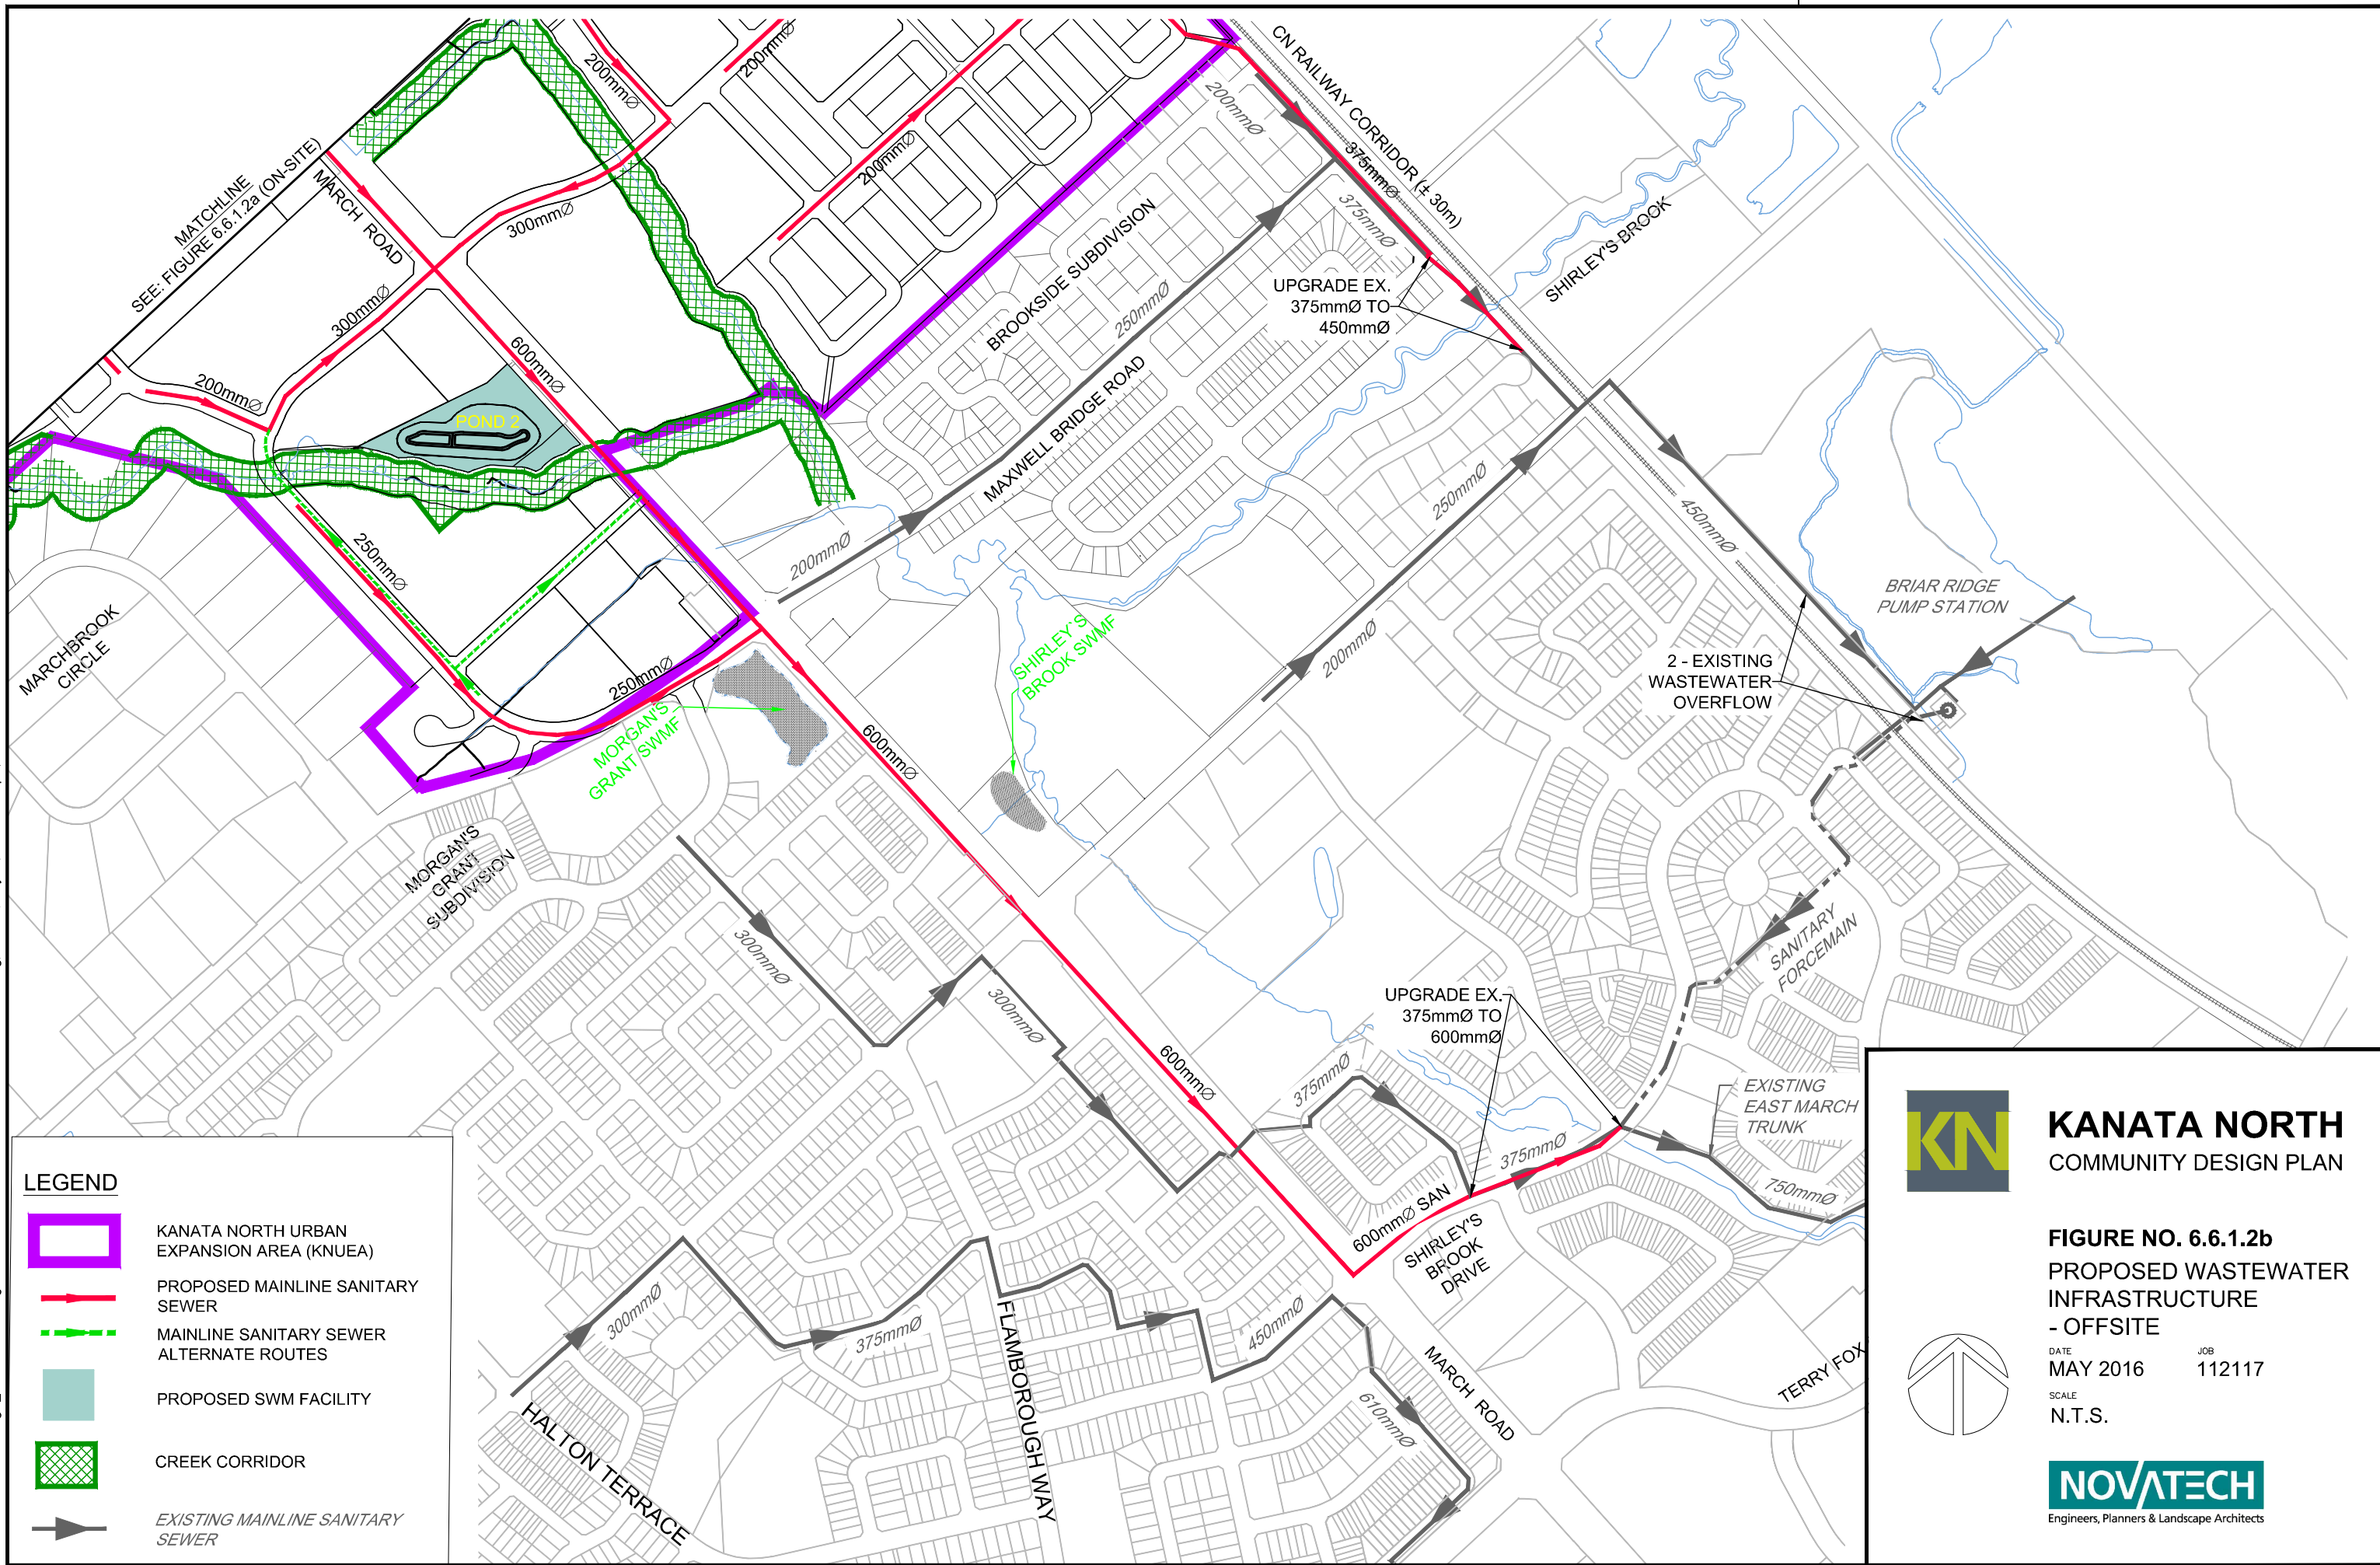 200mmØ
200mmØ
200mmØ
200mmØ
CN RAILWAY CORRIDOR (± 30m)
375mmØ
375mmØ
MATCHLINE
SEE: FIGURE 6.6.1.2a (ON-SITE)
MARCH ROAD
300mmØ
300mmØ
200mmØ
600mmØ
POND 2
BROOKSIDE SUBDIVISION
250mmØ
MAXWELL BRIDGE ROAD
200mmØ
UPGRADE EX.
375mmØ TO
450mmØ
SHIRLEY'S BROOK
250mmØ
200mmØ
450mmØ
BRIAR RIDGE
PUMP STATION
2 - EXISTING
WASTEWATER
OVERFLOW
MARCHBROOK
CIRCLE
250mmØ
250mmØ
MORGAN'S
GRANT SWMF
SHIRLEY'S
BROOK SWMF
600mmØ
MORGAN'S
GRANT
SUBDIVISION
300mmØ
300mmØ
600mmØ
SANITARY
FORCEMAIN
UPGRADE EX.
375mmØ TO
600mmØ
375mmØ
375mmØ
EXISTING
EAST MARCH
TRUNK
750mmØ
600mmØ SAN
SHIRLEY'S
BROOK
DRIVE
300mmØ
375mmØ
450mmØ
610mmØ
FLAMBOROUGH WAY
HALTON TERRACE
MARCH ROAD
TERRY FOX
LEGEND
KANATA NORTH URBAN
EXPANSION AREA (KNUEA)
PROPOSED MAINLINE SANITARY
SEWER
MAINLINE SANITARY SEWER
ALTERNATE ROUTES
PROPOSED SWM FACILITY
CREEK CORRIDOR
EXISTING MAINLINE SANITARY
SEWER
KN
KANATA NORTH
COMMUNITY DESIGN PLAN
FIGURE NO. 6.6.1.2b
PROPOSED WASTEWATER
INFRASTRUCTURE
- OFFSITE
DATE
MAY 2016
JOB
112117
SCALE
N.T.S.
NOVATECH
Engineers, Planners & Landscape Architects